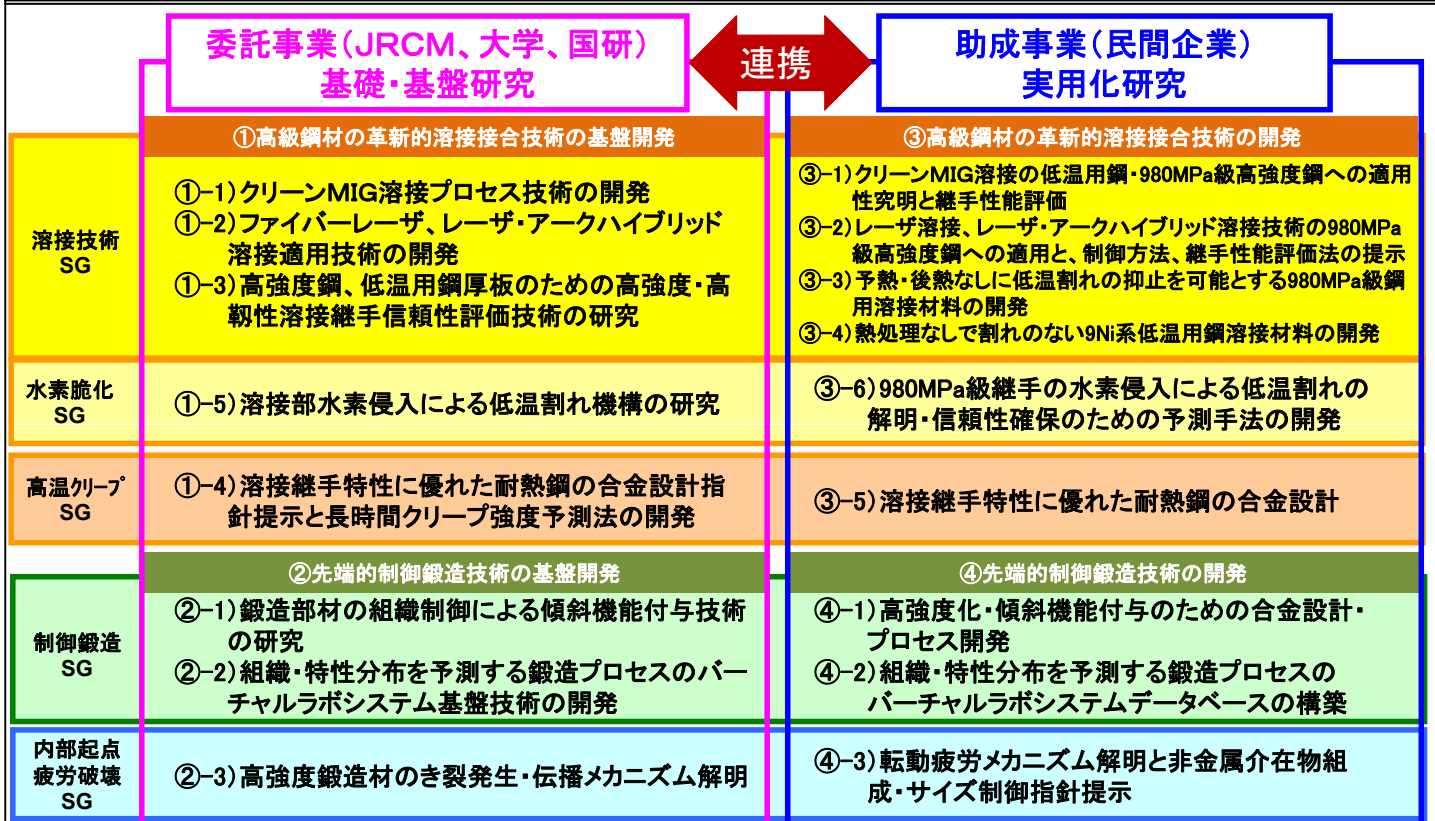 委託事業(JRCM、大学、国研)
基礎・基盤研究
連携
助成事業(民間企業)
実用化研究
①高級鋼材の革新的溶接接合技術の基盤開発
③高級鋼材の革新的溶接接合技術の開発
溶接技術
SG
①-1)クリーンMIG溶接プロセス技術の開発
①-2)ファイバーレーザ、レーザ・アークハイブリッド
溶接適用技術の開発
①-3)高強度鋼、低温用鋼厚板のための高強度・高
靭性溶接継手信頼性評価技術の研究
③-1)クリーンMIG溶接の低温用鋼・980MPa級高強度鋼への適用
性究明と継手性能評価
③-2)レーザ溶接、レーザ・アークハイブリッド溶接技術の980MPa
級高強度鋼への適用と、制御方法、継手性能評価法の提示
③-3)予熱・後熱なしに低温割れの抑止を可能とする980MPa級鋼
用溶接材料の開発
③-4)熱処理なしで割れのない9Ni系低温用鋼溶接材料の開発
水素脆化
SG
①-5)溶接部水素侵入による低温割れ機構の研究
③-6)980MPa級継手の水素侵入による低温割れの
解明・信頼性確保のための予測手法の開発
高温クリープ
SG
①-4)溶接継手特性に優れた耐熱鋼の合金設計指
針提示と長時間クリープ強度予測法の開発
③-5)溶接継手特性に優れた耐熱鋼の合金設計
②先端的制御鍛造技術の基盤開発
④先端的制御鍛造技術の開発
制御鍛造
SG
②-1)鍛造部材の組織制御による傾斜機能付与技術
の研究
②-2)組織・特性分布を予測する鍛造プロセスのバー
チャルラボシステム基盤技術の開発
④-1)高強度化・傾斜機能付与のための合金設計・
プロセス開発
④-2)組織・特性分布を予測する鍛造プロセスの
バーチャルラボシステムデータベースの構築
内部起点
疲労破壊
SG
②-3)高強度鍛造材のき裂発生・伝播メカニズム解明
④-3)転動疲労メカニズム解明と非金属介在物組
成・サイズ制御指針提示